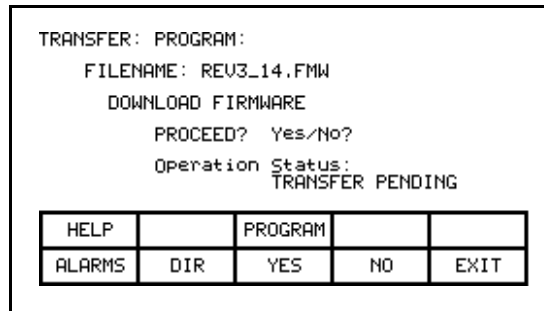 TRANSFER: PROGRAM:
FILENAME: REV3_14.FMW
DOWNLOAD FIRMWARE
PROCEED? Yes/No?
Operation Status:
TRANSFER PENDING
HELP PROGRAM
ALARMS DIR YES NO EXIT